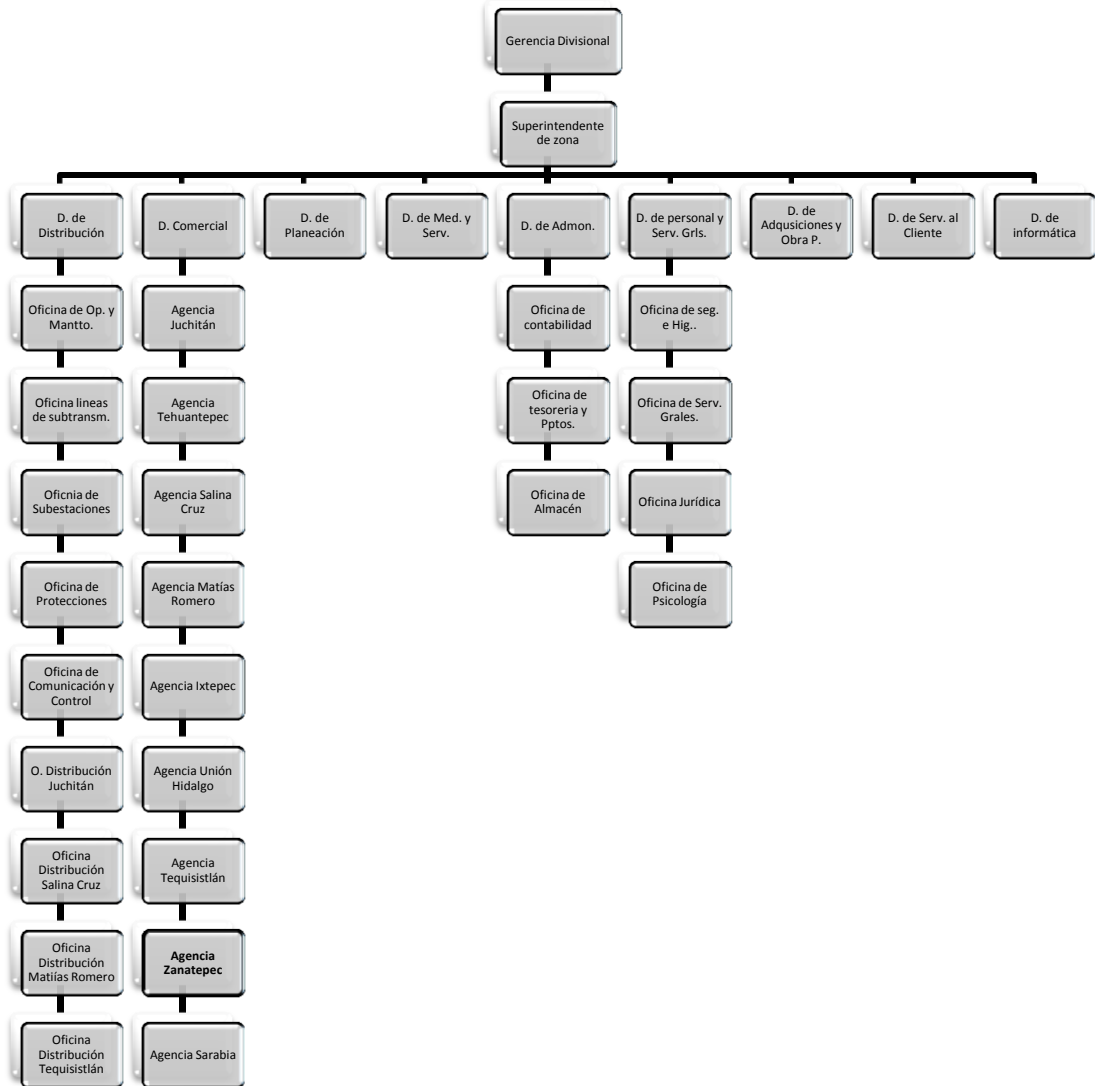 Gerencia Divisional
Superintendente
de zona
D. de
Distribución
D. Comercial
D. de
Planeación
D. de Med. y
Serv.
D. de Admon.
D. de personal y
Serv. Grls.
D. de
Adqusiciones y
Obra P.
D. de Serv. al
Cliente
D. de
informática
Oficina de Op. y
Mantto.
Oficina lineas
de subtransm.
Oficnia de
Subestaciones
Oficina de
Protecciones
Oficina de
Comunicación y
Control
O. Distribución
Juchitán
Oficina
Distribución
Salina Cruz
Oficina
Distribución
Matiías Romero
Oficina
Distribución
Tequisistlán
Agencia
Juchitán
Agencia
Tehuantepec
Agencia Salina
Cruz
Agencia Matías
Romero
Agencia Ixtepec
Agencia Unión
Hidalgo
Agencia
Tequisistlán
Agencia
Zanatepec
Agencia Sarabia
Oficina de
contabilidad
Oficina de
tesoreria y
Pptos.
Oficina de
Almacén
Oficina de seg.
e Hig..
Oficina de Serv.
Grales.
Oficina Jurídica
Oficina de
Psicología